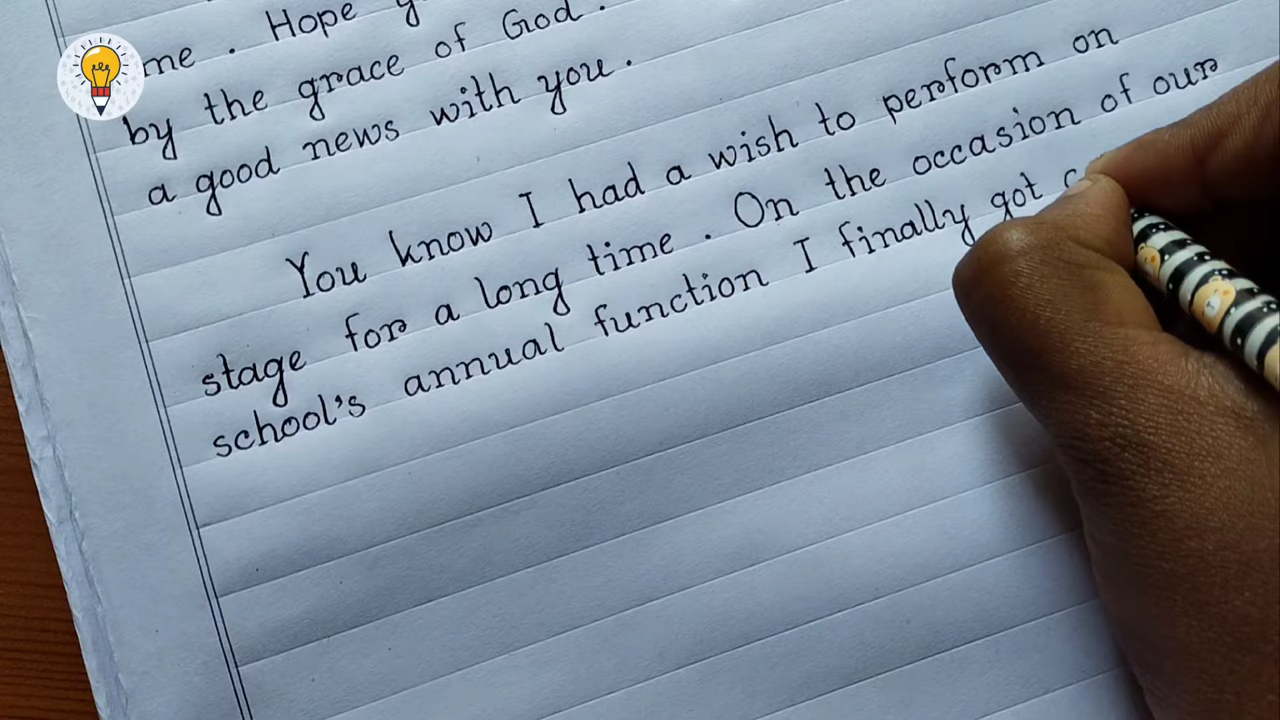 me. Hope
by the grace of God.
a good news with you.
You know I had a wish to perform on
stage for a long time. On the occasion of our
school's annual function I finally got